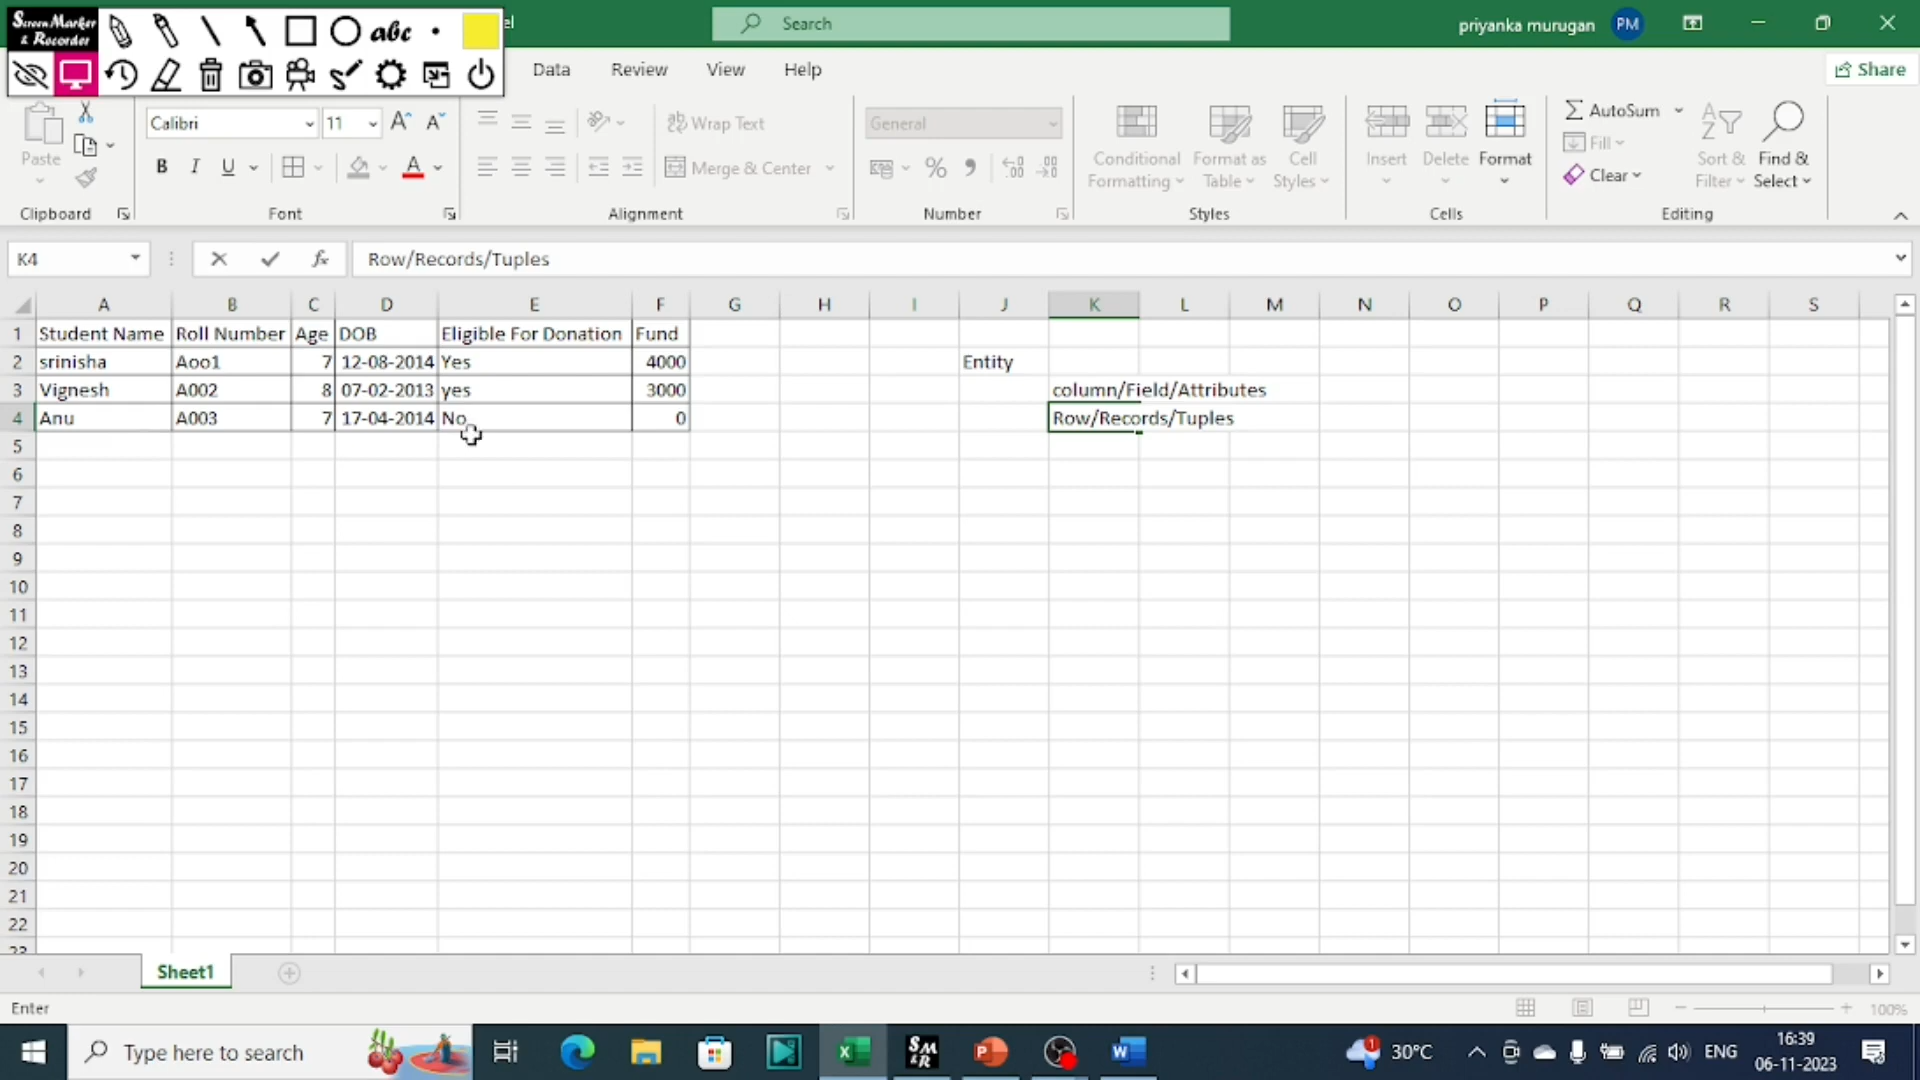 Screen Marker & Recorder
abc
el
Search
priyanka murugan
PM
Data
Review
View
Help
Share
Paste
Calibri
11
Wrap Text
General
Merge & Center
Conditional Formatting
Format as Table
Cell Styles
Insert
Delete
Format
AutoSum
Fill
Clear
Sort & Filter
Find & Select
Clipboard
Font
Alignment
Number
Styles
Cells
Editing
K4
Row/Records/Tuples
A B C D E F G H I J K L M N O P Q R S
1 Student Name Roll Number Age DOB Eligible For Donation Fund
2 srinisha Aoo1 7 12-08-2014 Yes 4000 Entity
3 Vignesh A002 8 07-02-2013 yes 3000 column/Field/Attributes
4 Anu A003 7 17-04-2014 No 0 Row/Records/Tuples
5
6
7
8
9
10
11
12
13
14
15
16
17
18
19
20
21
22
23
Sheet1
Enter
100%
Type here to search
SM&R
1
30°C
ENG
16:39
06-11-2023